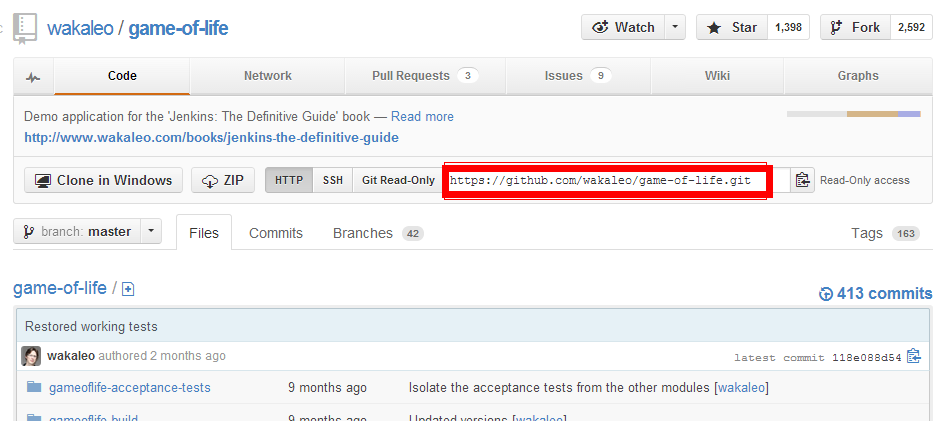 wakaleo / game-of-life Watch Star 1,398 Fork 2,592
Code Network Pull Requests 3 Issues 9 Wiki Graphs
Demo application for the 'Jenkins: The Definitive Guide' book — Read more
http://www.wakaleo.com/books/jenkins-the-definitive-guide
Clone in Windows ZIP HTTP SSH Git Read-Only https://github.com/wakaleo/game-of-life.git Read-Only access
branch: master Files Commits Branches 42 Tags 163
game-of-life / 413 commits
Restored working tests
wakaleo authored 2 months ago latest commit 118e088d54
gameoflife-acceptance-tests 9 months ago Isolate the acceptance tests from the other modules [wakaleo]
gameoflife-build 9 months ago Updated versions [wakaleo]